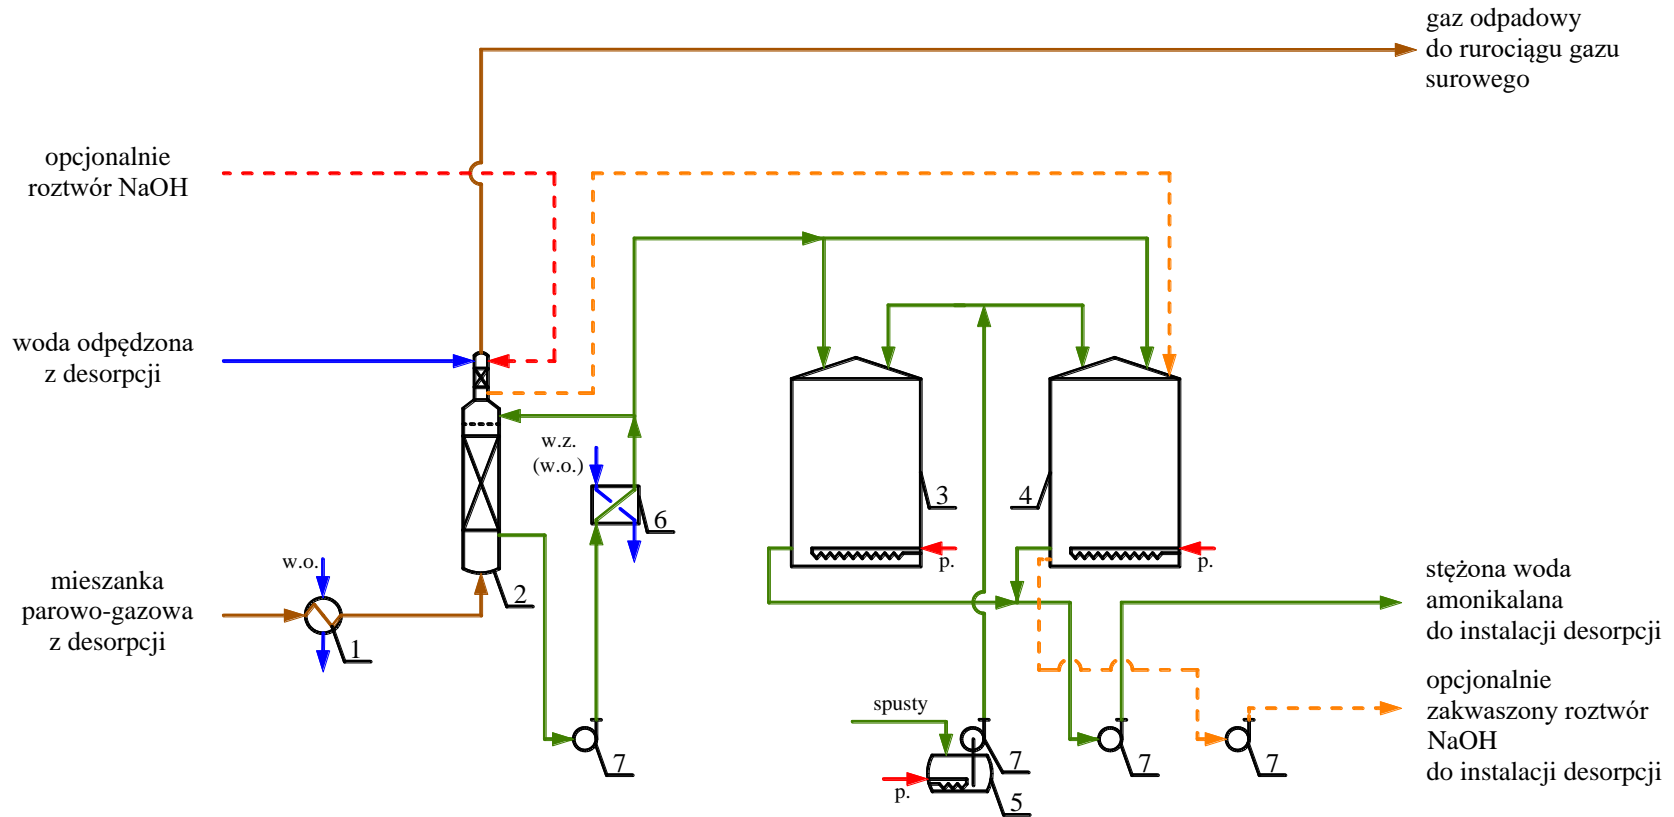 gaz odpadowy
do rurociągu gazu
surowego
opcjonalnie
roztwór NaOH
woda odpędzona
z desorpcji
w.z.
(w.o.)
3
4
6
p.
p.
w.o.
mieszanka
parowo-gazowa
z desorpcji
1
2
stężona woda
amonikalana
do instalacji desorpcji
opcjonalnie
zakwaszony roztwór
NaOH
do instalacji desorpcji
spusty
7
7
7
7
p.
5